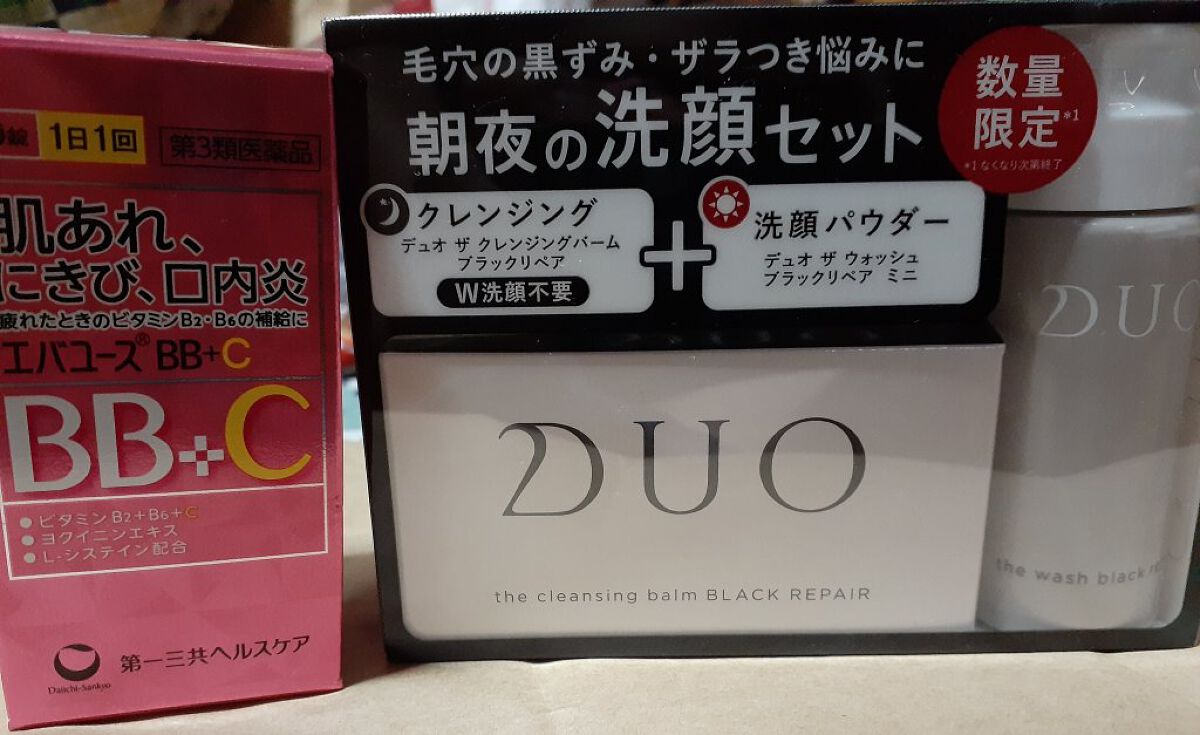 錠
1日1回
第3類医薬品
肌あれ、
にきび、口内炎
疲れたときのビタミンB2・B6の補給に
エバユース® BB+C
BB+C
●ビタミンB2+B6+C
●ヨクイニンエキス
●L-システイン配合
Daiichi-Sankyo
第一三共ヘルスケア
毛穴の黒ずみ・ザラつき悩みに
朝夜の洗顔セット
数量
限定*1
*1なくなり次第終了
クレンジング
デュオ ザ クレンジングバーム
ブラックリペア
W洗顔不要
+
洗顔パウダー
デュオ ザ ウォッシュ
ブラックリペア ミニ
DUO
the cleansing balm BLACK REPAIR
DUO
the wash black